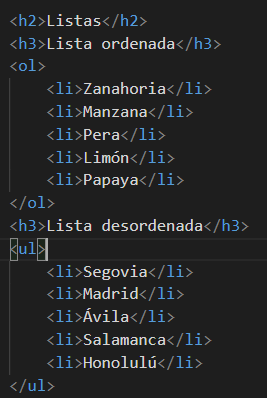 <h2>Listas</h2>
<h3>Lista ordenada</h3>
<ol>
    <li>Zanahoria</li>
    <li>Manzana</li>
    <li>Pera</li>
    <li>Limón</li>
    <li>Papaya</li>
</ol>
<h3>Lista desordenada</h3>
<ul>
    <li>Segovia</li>
    <li>Madrid</li>
    <li>Ávila</li>
    <li>Salamanca</li>
    <li>Honolulú</li>
</ul>